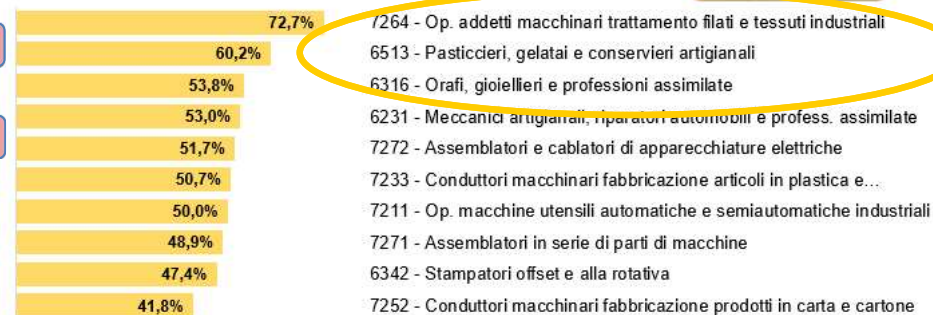 72,7% 7264 - Op. addetti macchinari trattamento filati e tessuti industriali
60,2% 6513 - Pasticcieri, gelatai e conservieri artigianali
53,8% 6316 - Orafi, gioiellieri e professioni assimilate
53,0% 6231 - Meccanici artigianali, riparatori automobili e profess. assimilate
51,7% 7272 - Assemblatori e cablatori di apparecchiature elettriche
50,7% 7233 - Conduttori macchinari fabbricazione articoli in plastica e...
50,0% 7211 - Op. macchine utensili automatiche e semiautomatiche industriali
48,9% 7271 - Assemblatori in serie di parti di macchine
47,4% 6342 - Stampatori offset e alla rotativa
41,8% 7252 - Conduttori macchinari fabbricazione prodotti in carta e cartone